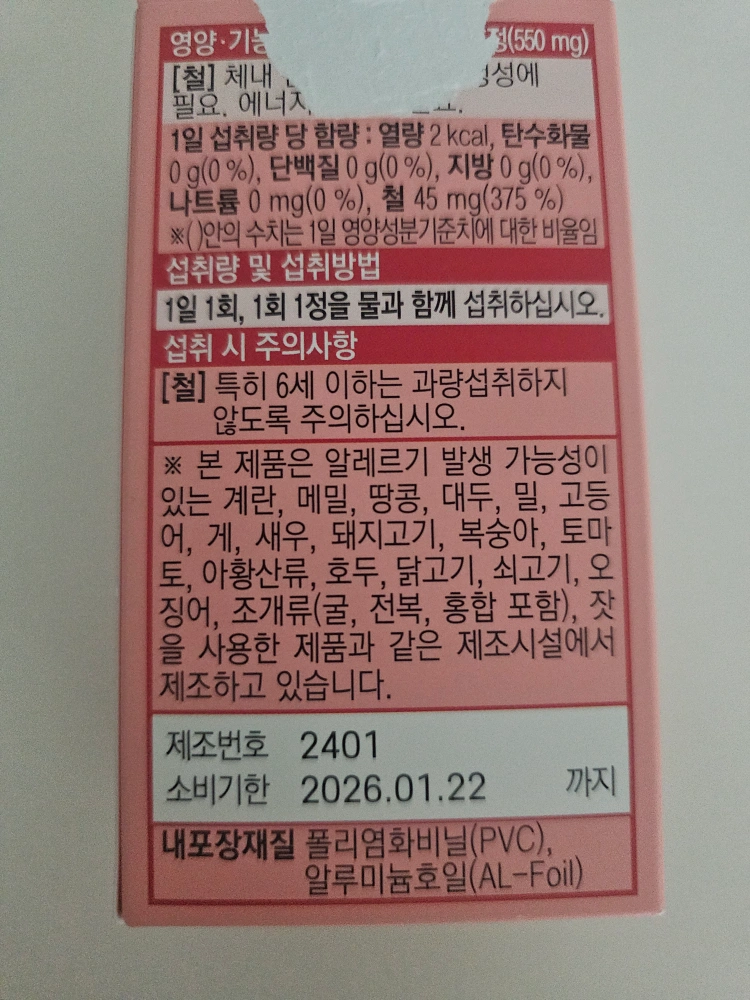 영양·기능 정(550 mg)
[철] 체내 성에
필요. 에너지
1일 섭취량 당 함량 : 열량 2 kcal, 탄수화물
0 g(0 %), 단백질 0 g(0 %), 지방 0 g(0 %),
나트륨 0 mg(0 %), 철 45 mg(375 %)
※( )안의 수치는 1일 영양성분기준치에 대한 비율임
섭취량 및 섭취방법
1일 1회, 1회 1정을 물과 함께 섭취하십시오.
섭취 시 주의사항
[철] 특히 6세 이하는 과량섭취하지
않도록 주의하십시오.
※ 본 제품은 알레르기 발생 가능성이
있는 계란, 메밀, 땅콩, 대두, 밀, 고등
어, 게, 새우, 돼지고기, 복숭아, 토마
토, 아황산류, 호두, 닭고기, 쇠고기, 오
징어, 조개류(굴, 전복, 홍합 포함), 잣
을 사용한 제품과 같은 제조시설에서
제조하고 있습니다.
제조번호 2401
소비기한 2026.01.22 까지
내포장재질 폴리염화비닐(PVC),
알루미늄호일(AL-Foil)